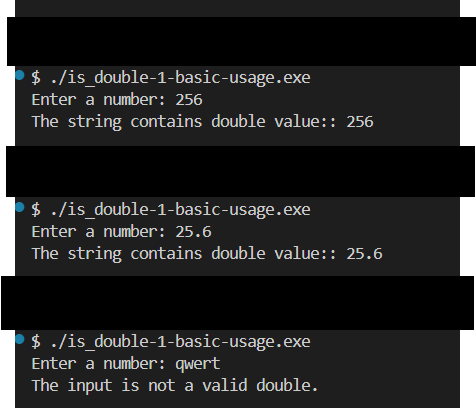 $ ./is_double-1-basic-usage.exe
Enter a number: 256
The string contains double value:: 256
$ ./is_double-1-basic-usage.exe
Enter a number: 25.6
The string contains double value:: 25.6
$ ./is_double-1-basic-usage.exe
Enter a number: qwert
The input is not a valid double.